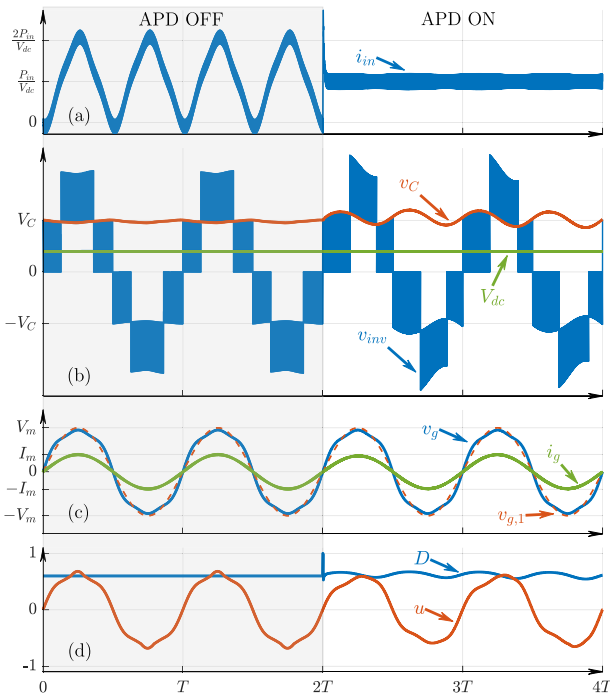 APD OFF
APD ON
2P_in/V_dc
P_in/V_dc
0
i_in
(a)
V_C
0
−V_C
v_C
V_dc
v_inv
(b)
V_m
I_m
0
−I_m
−V_m
v_g
i_g
v_g,1
(c)
1
0
-1
D
u
(d)
0
T
2T
3T
4T